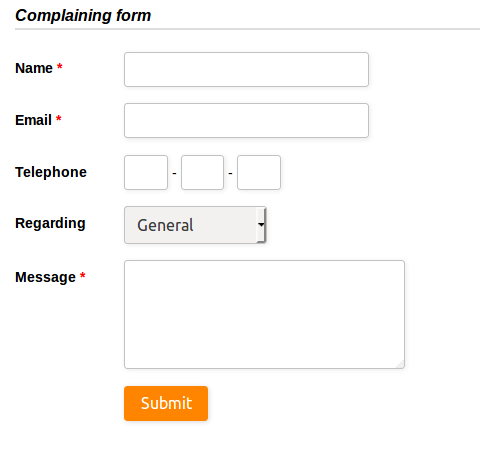 Complaining form
Name *
Email *
Telephone - -
Regarding General
Message *
Submit